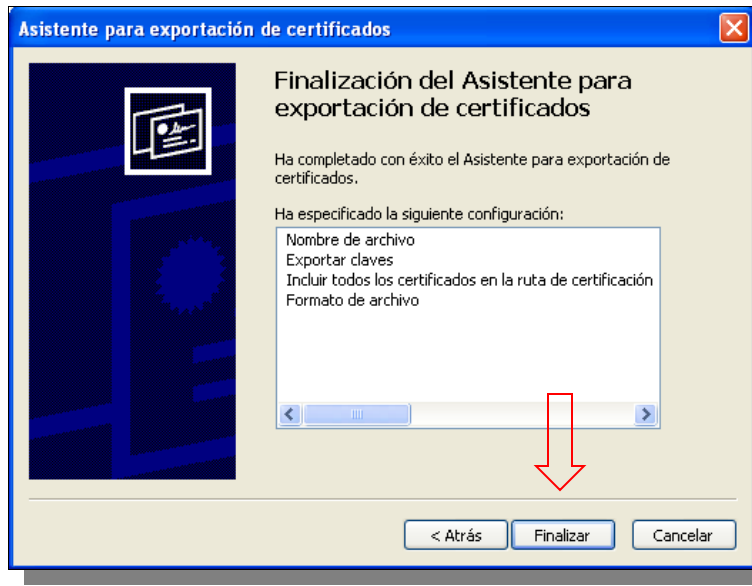 Asistente para exportación de certificados
Finalización del Asistente para
exportación de certificados
Ha completado con éxito el Asistente para exportación de
certificados.
Ha especificado la siguiente configuración:
Nombre de archivo
Exportar claves
Incluir todos los certificados en la ruta de certificación
Formato de archivo
< Atrás
Finalizar
Cancelar